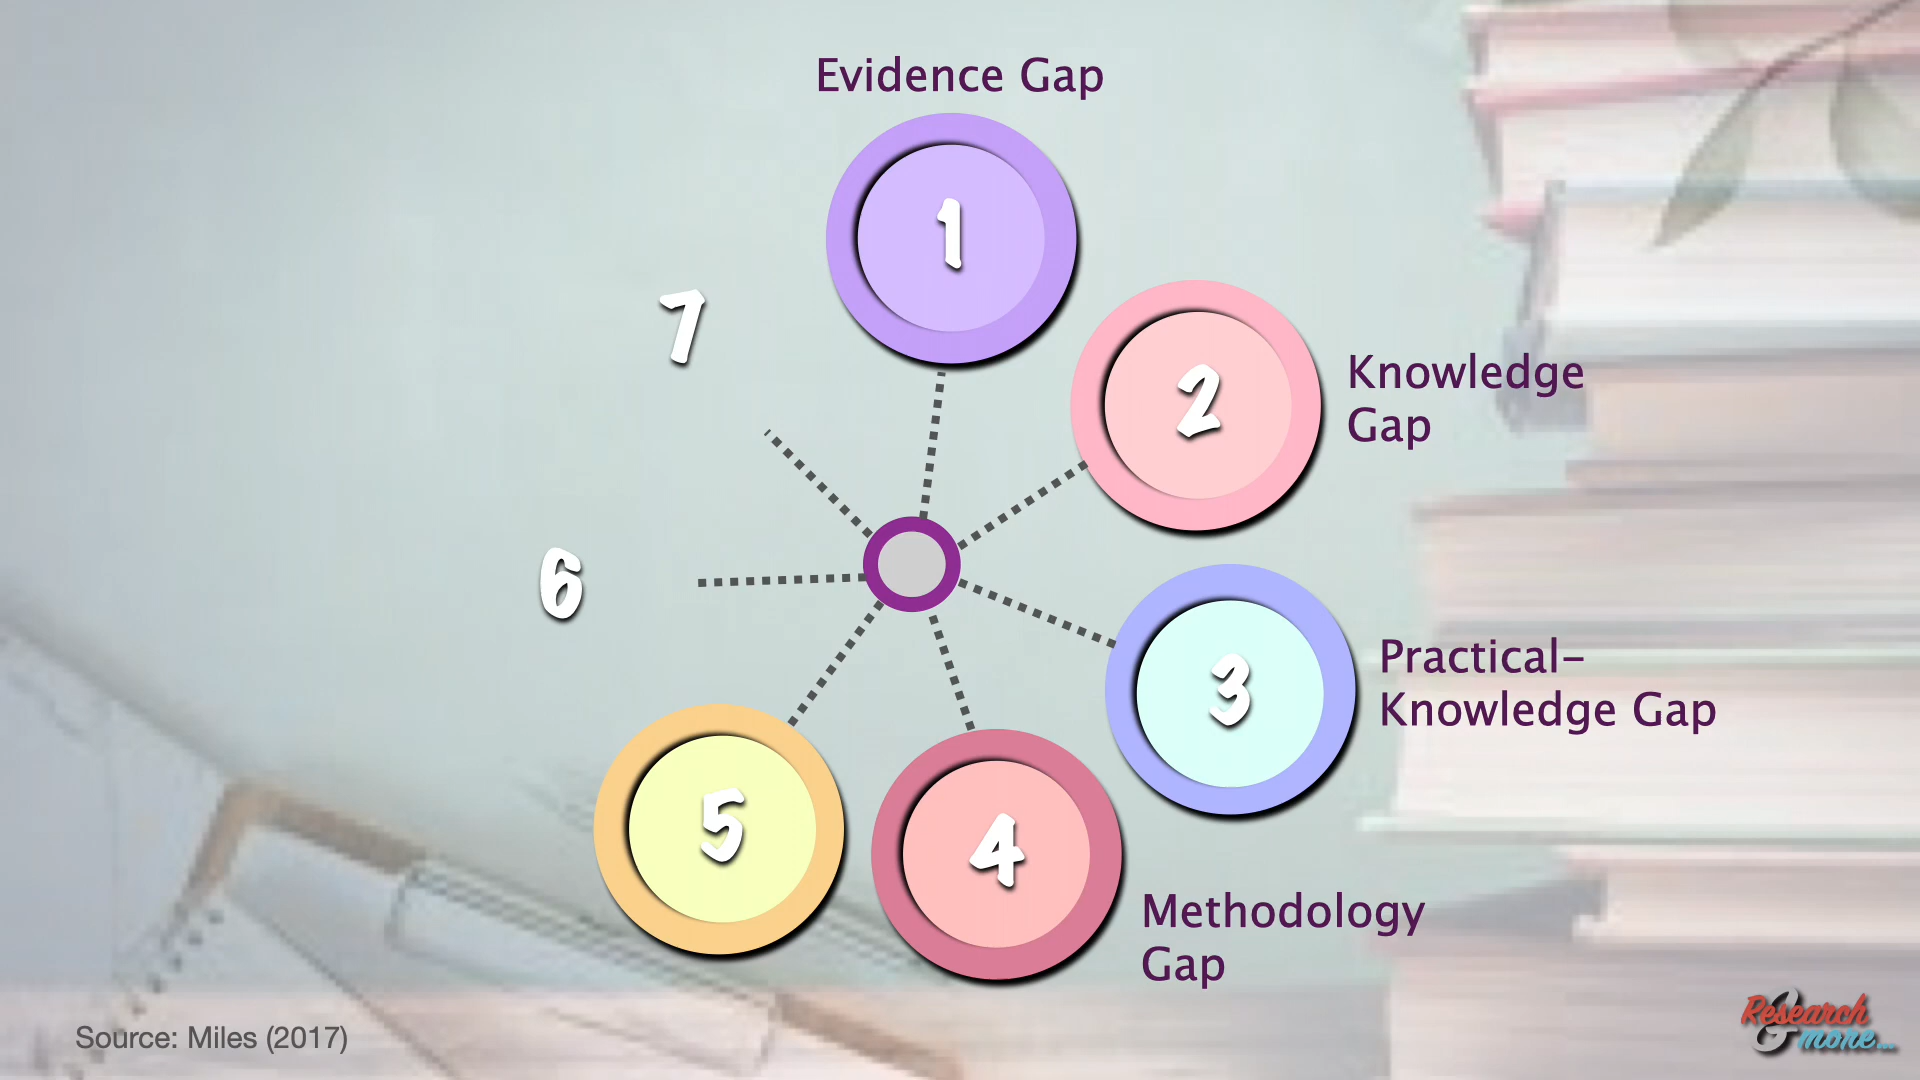 Evidence Gap
1
7
2
Knowledge
Gap
6
3
Practical-
Knowledge Gap
5
4
Methodology
Gap
Source: Miles (2017)
Research
& more...